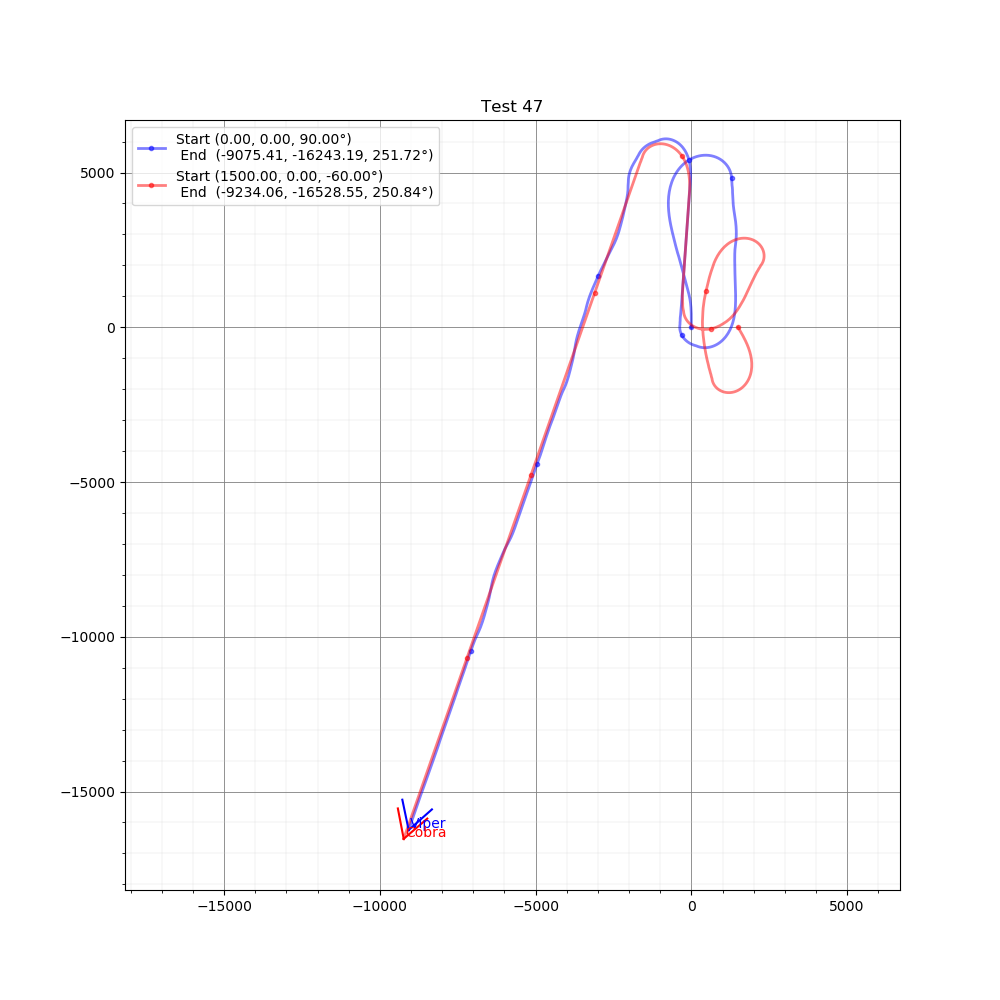 Test 47
Start (0.00, 0.00, 90.00°)
End (-9075.41, -16243.19, 251.72°)
Start (1500.00, 0.00, -60.00°)
End (-9234.06, -16528.55, 250.84°)
5000
0
−5000
−10000
−15000
Viper
Cobra
−15000
−10000
−5000
0
5000